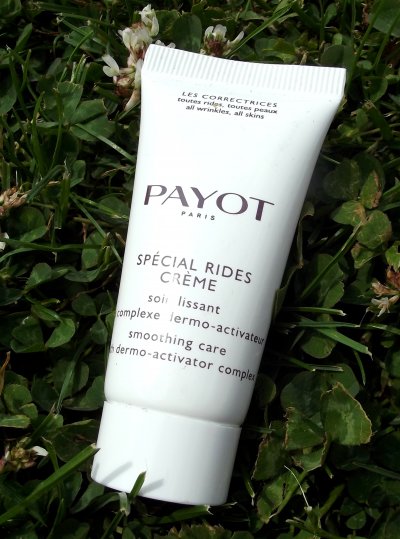 LES CORRECTRICES
toutes rides, toutes peaux
all wrinkles, all skins
PAYOT
PARIS
SPÉCIAL RIDES
CRÈME
soin lissant
complexe dermo-activateur
smoothing care
dermo-activator complex